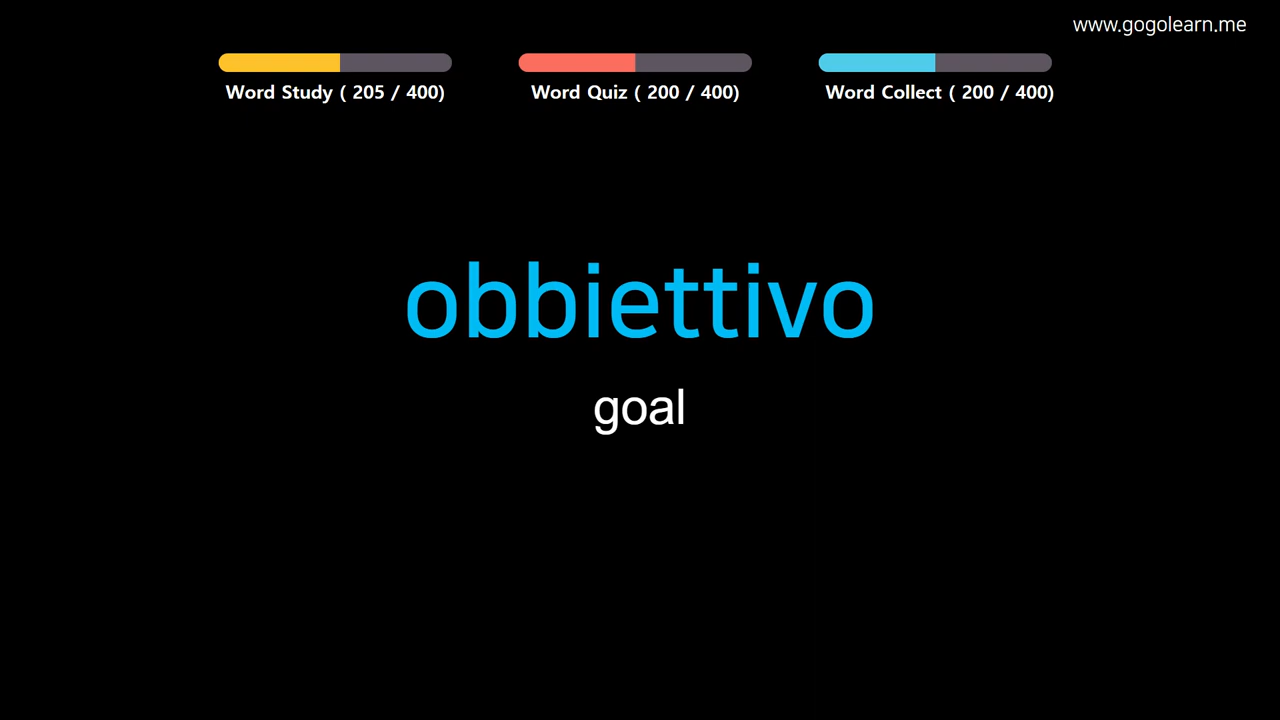 www.gogolearn.me
Word Study ( 205 / 400)
Word Quiz ( 200 / 400)
Word Collect ( 200 / 400)
obbiettivo
goal